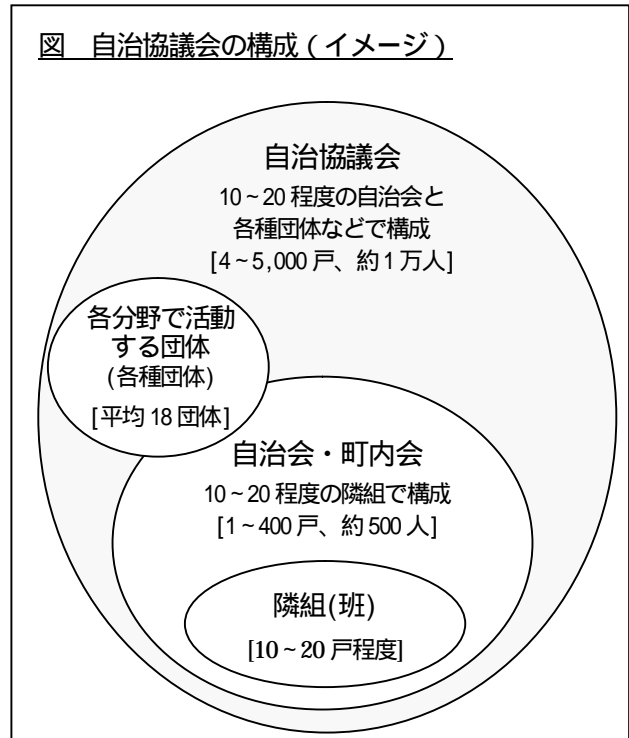 図　自治協議会の構成（イメージ）
自治協議会
10~20 程度の自治会と
各種団体などで構成
[4~5,000 戸、約１万人]
各分野で活動
する団体
(各種団体)
[平均 18 団体]
自治会・町内会
10~20 程度の隣組で構成
[1~400 戸、約 500 人]
隣組(班)
[10~20 戸程度]